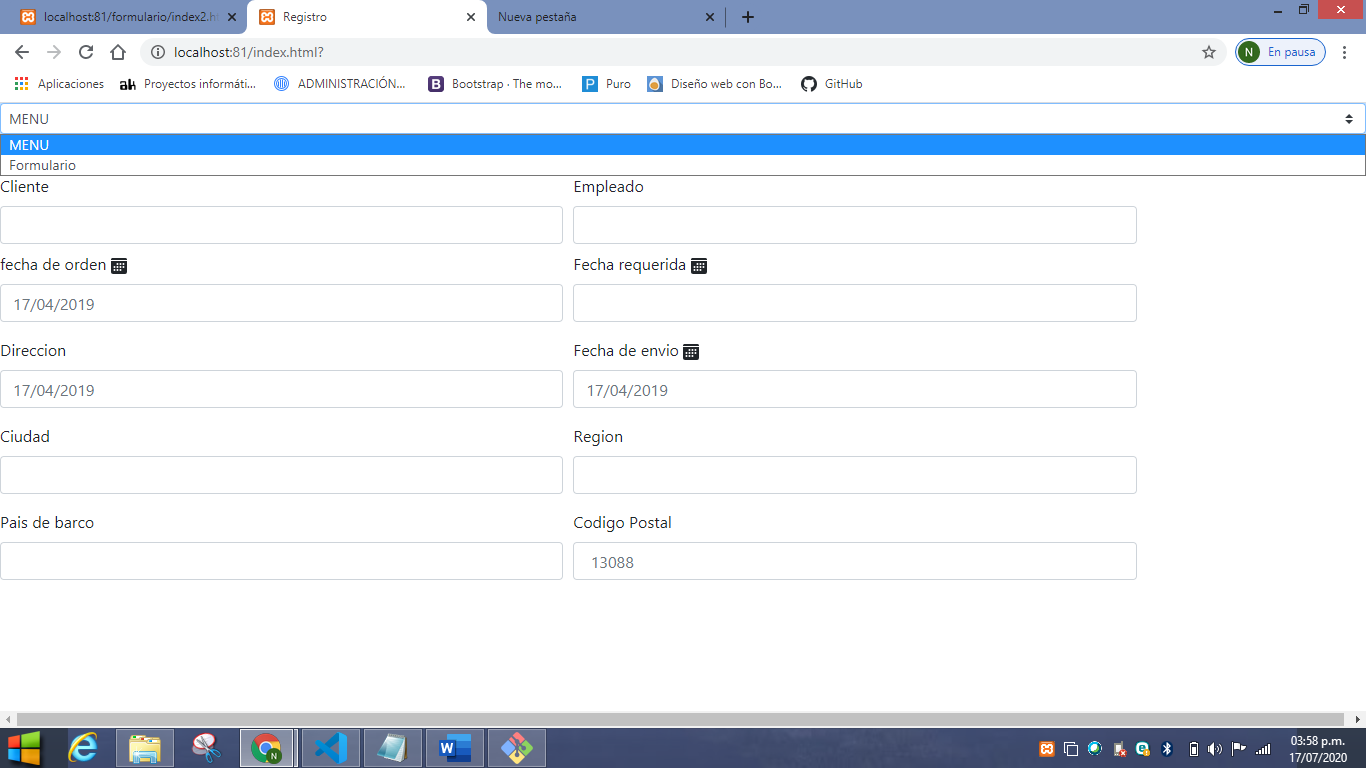 localhost:81/formulario/index2.h
Registro
Nueva pestaña
localhost:81/index.html?
N
En pausa
Aplicaciones
Proyectos informáti...
ADMINISTRACIÓN...
Bootstrap · The mo...
Puro
Diseño web con Bo...
GitHub
MENU
MENU
Formulario
Cliente
Empleado
fecha de orden
Fecha requerida
17/04/2019
Direccion
Fecha de envio
17/04/2019
17/04/2019
Ciudad
Region
Pais de barco
Codigo Postal
13088
03:58 p.m.
17/07/2020